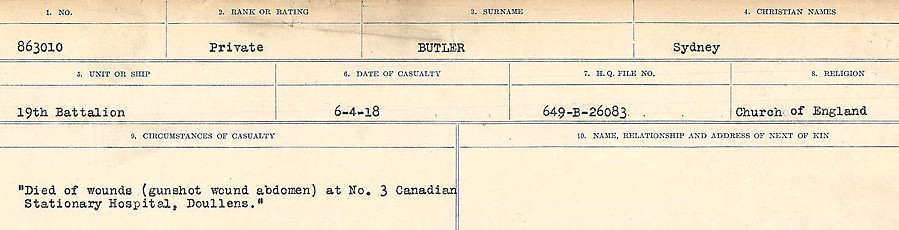 1. NO. 2. RANK OR RATING 3. SURNAME 4. CHRISTIAN NAMES
863010 Private BUTLER Sydney
5. UNIT OR SHIP 6. DATE OF CASUALTY 7. H.Q. FILE NO. 8. RELIGION
19th Battalion 6-4-18 649-B-26083 Church of England
9. CIRCUMSTANCES OF CASUALTY 10. NAME, RELATIONSHIP AND ADDRESS OF NEXT OF KIN
"Died of wounds (gunshot wound abdomen) at No. 3 Canadian
Stationary Hospital, Doullens."